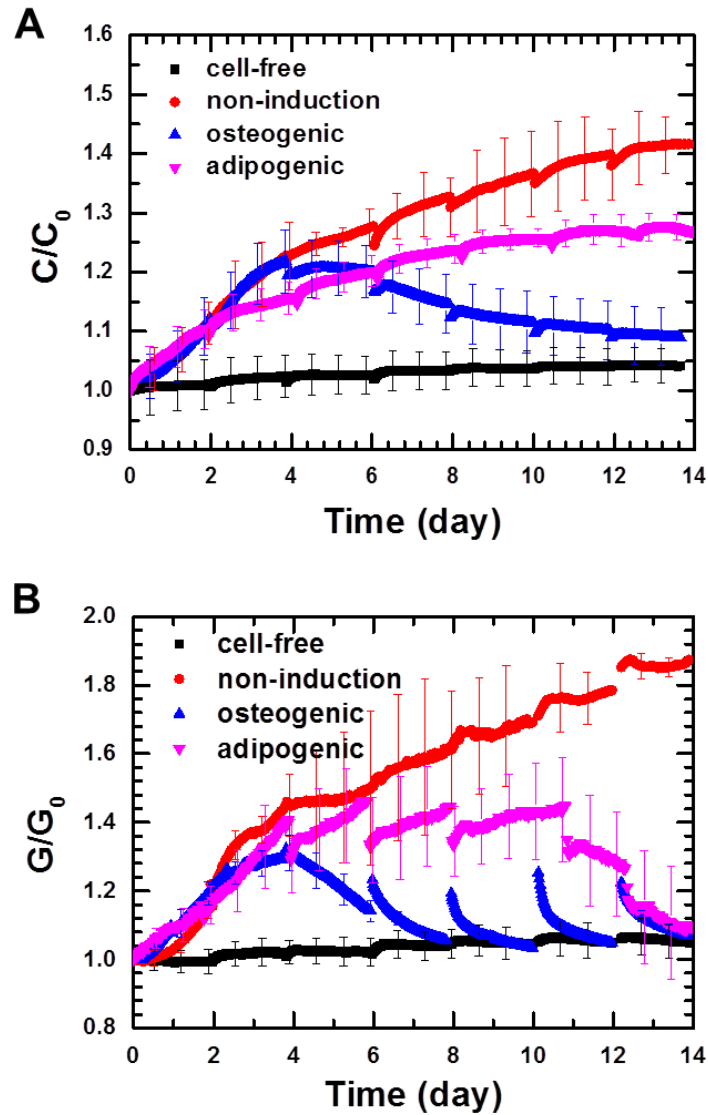 A
1.6
1.5
1.4
1.3
1.2
1.1
1.0
0.9
C/C0
cell-free
non-induction
osteogenic
adipogenic
0 2 4 6 8 10 12 14
Time (day)
B
2.0
1.8
1.6
1.4
1.2
1.0
0.8
G/G0
cell-free
non-induction
osteogenic
adipogenic
0 2 4 6 8 10 12 14
Time (day)